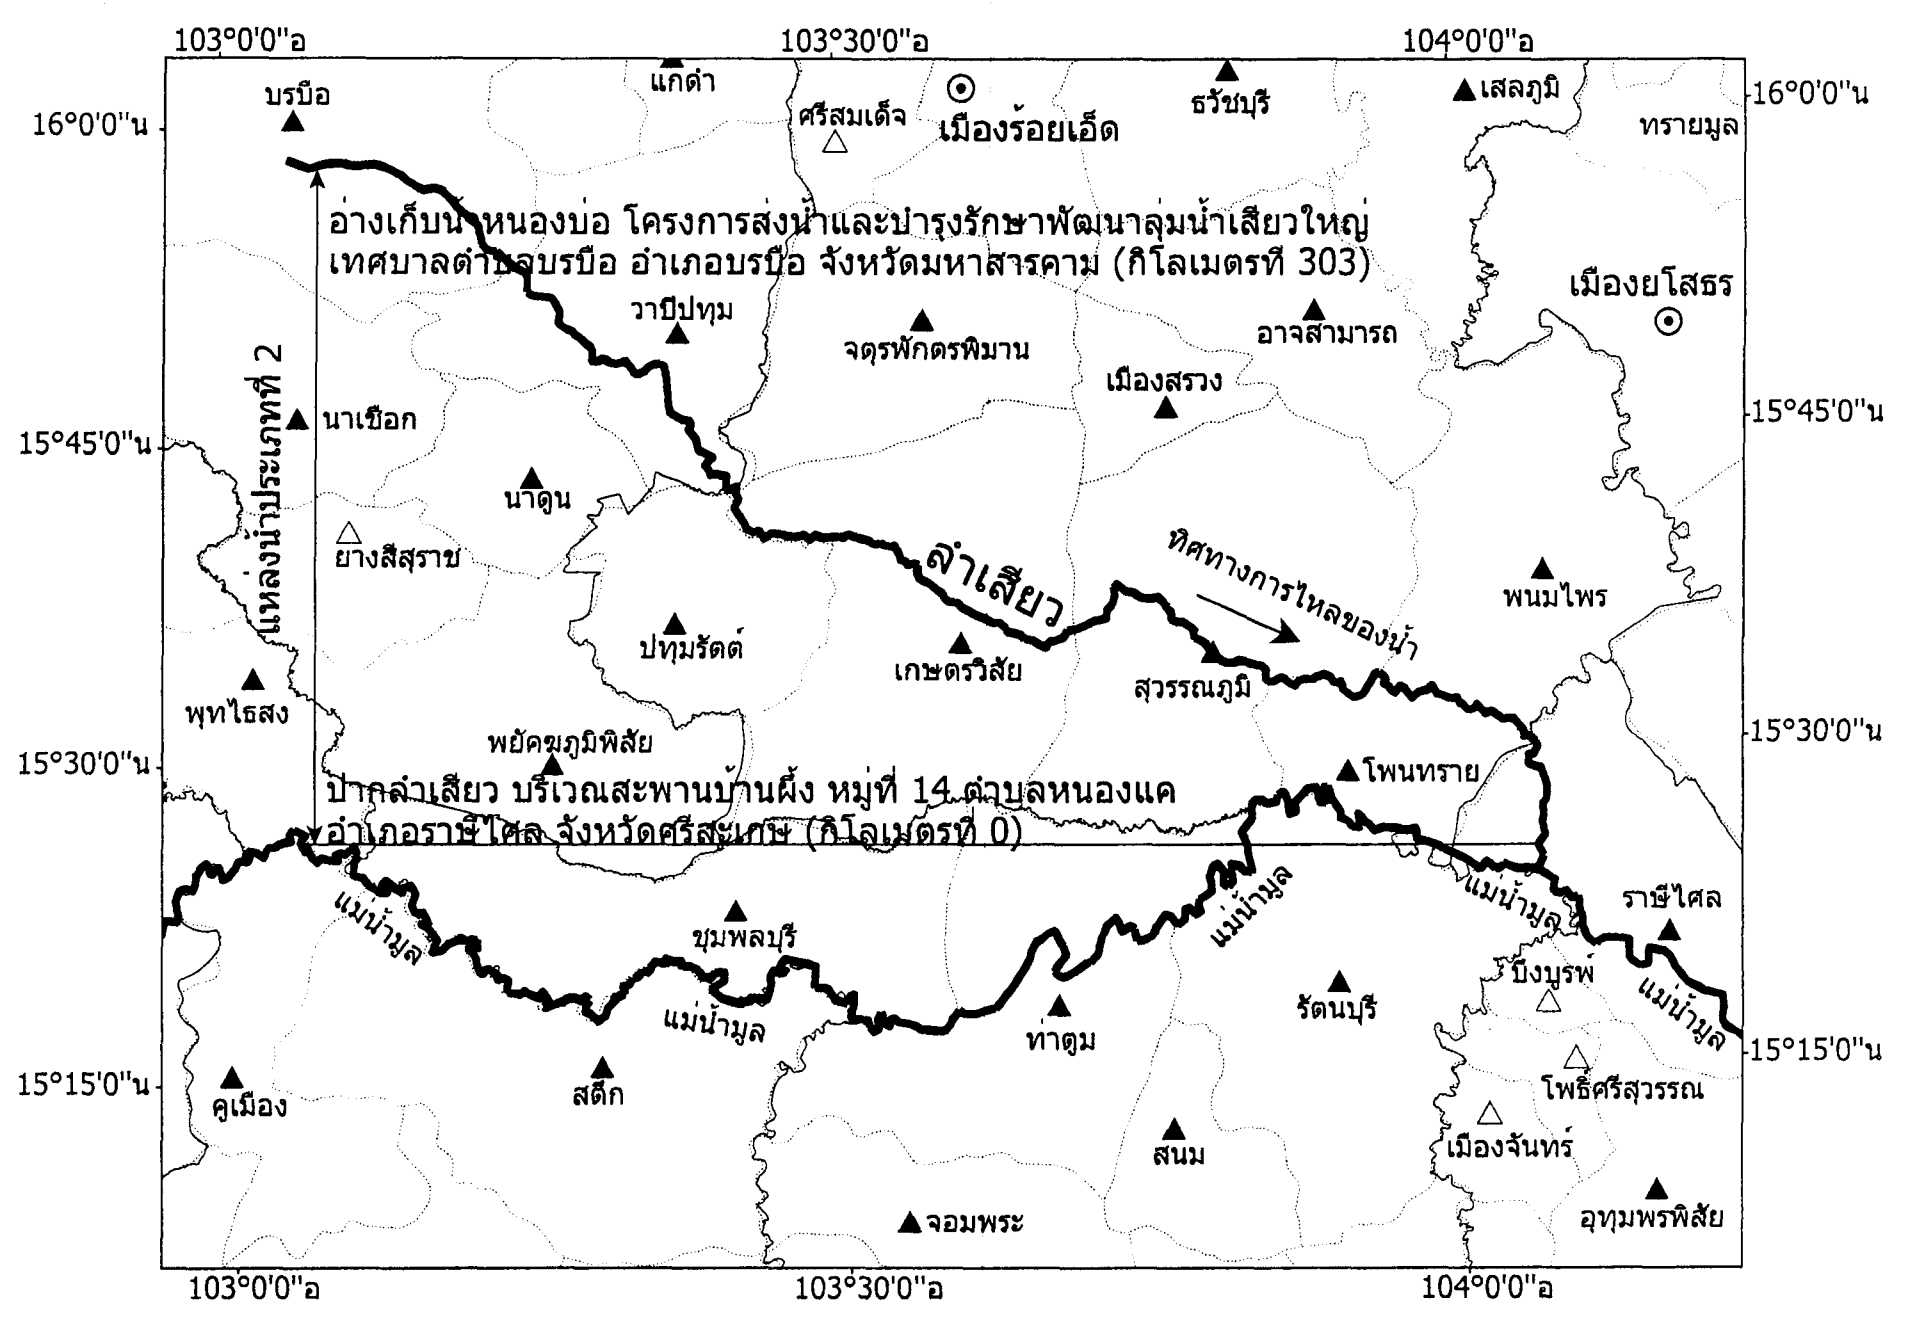 103°0'0"อ
103°30'0"อ
104°0'0"อ
16°0'0"น
16°0'0"น
บรบือ
แกดำ
ศรีสมเด็จ
เมืองร้อยเอ็ด
ธวัชบุรี
เสลภูมิ
ทรายมูล
อ่างเก็บน้ำหนองบ่อ โครงการส่งน้ำและบำรุงรักษาพัฒนาลุ่มน้ำเสียวใหญ่
เทศบาลตำบลบรบือ อำเภอบรบือ จังหวัดมหาสารคาม (กิโลเมตรที่ 303)
เมืองยโสธร
วาปีปทุม
จตุรพักตรพิมาน
อาจสามารถ
เมืองสรวง
แหล่งน้ำประเภทที่ 2
นาเชือก
15°45'0"น
15°45'0"น
นาดูน
ยางสีสุราช
ลำเสียว
ทิศทางการไหลของน้ำ
พนมไพร
ปทุมรัตต์
เกษตรวิสัย
สุวรรณภูมิ
พุทไธสง
พยัคฆภูมิพิสัย
15°30'0"น
15°30'0"น
โพนทราย
ปากลำเสียว บริเวณสะพานบ้านผึ้ง หมู่ที่ 14 ตำบลหนองแค
อำเภอราษีไศล จังหวัดศรีสะเกษ (กิโลเมตรที่ 0)
แม่น้ำมูล
แม่น้ำมูล
แม่น้ำมูล
ราษีไศล
ชุมพลบุรี
บึงบูรพ์
แม่น้ำมูล
แม่น้ำมูล
ท่าตูม
รัตนบุรี
15°15'0"น
15°15'0"น
คูเมือง
สตึก
โพธิ์ศรีสุวรรณ
เมืองจันทร์
สนม
จอมพระ
อุทุมพรพิสัย
103°0'0"อ
103°30'0"อ
104°0'0"อ